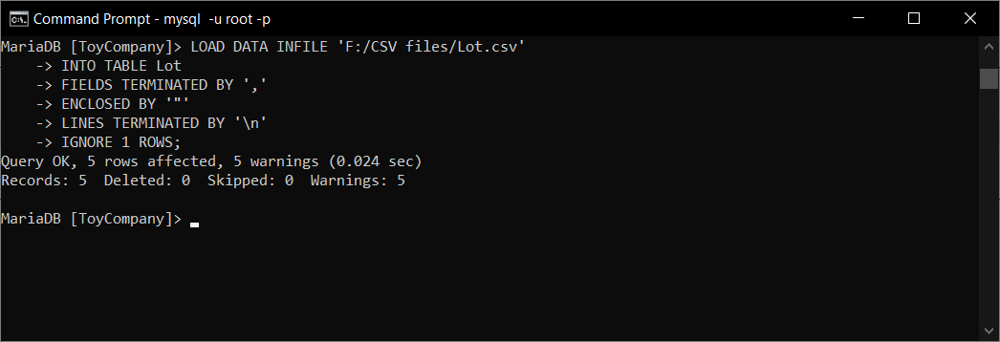 Command Prompt - mysql  -u root -p
MariaDB [ToyCompany]> LOAD DATA INFILE 'F:/CSV files/Lot.csv'
    -> INTO TABLE Lot
    -> FIELDS TERMINATED BY ','
    -> ENCLOSED BY '"'
    -> LINES TERMINATED BY '\n'
    -> IGNORE 1 ROWS;
Query OK, 5 rows affected, 5 warnings (0.024 sec)
Records: 5  Deleted: 0  Skipped: 0  Warnings: 5
MariaDB [ToyCompany]>